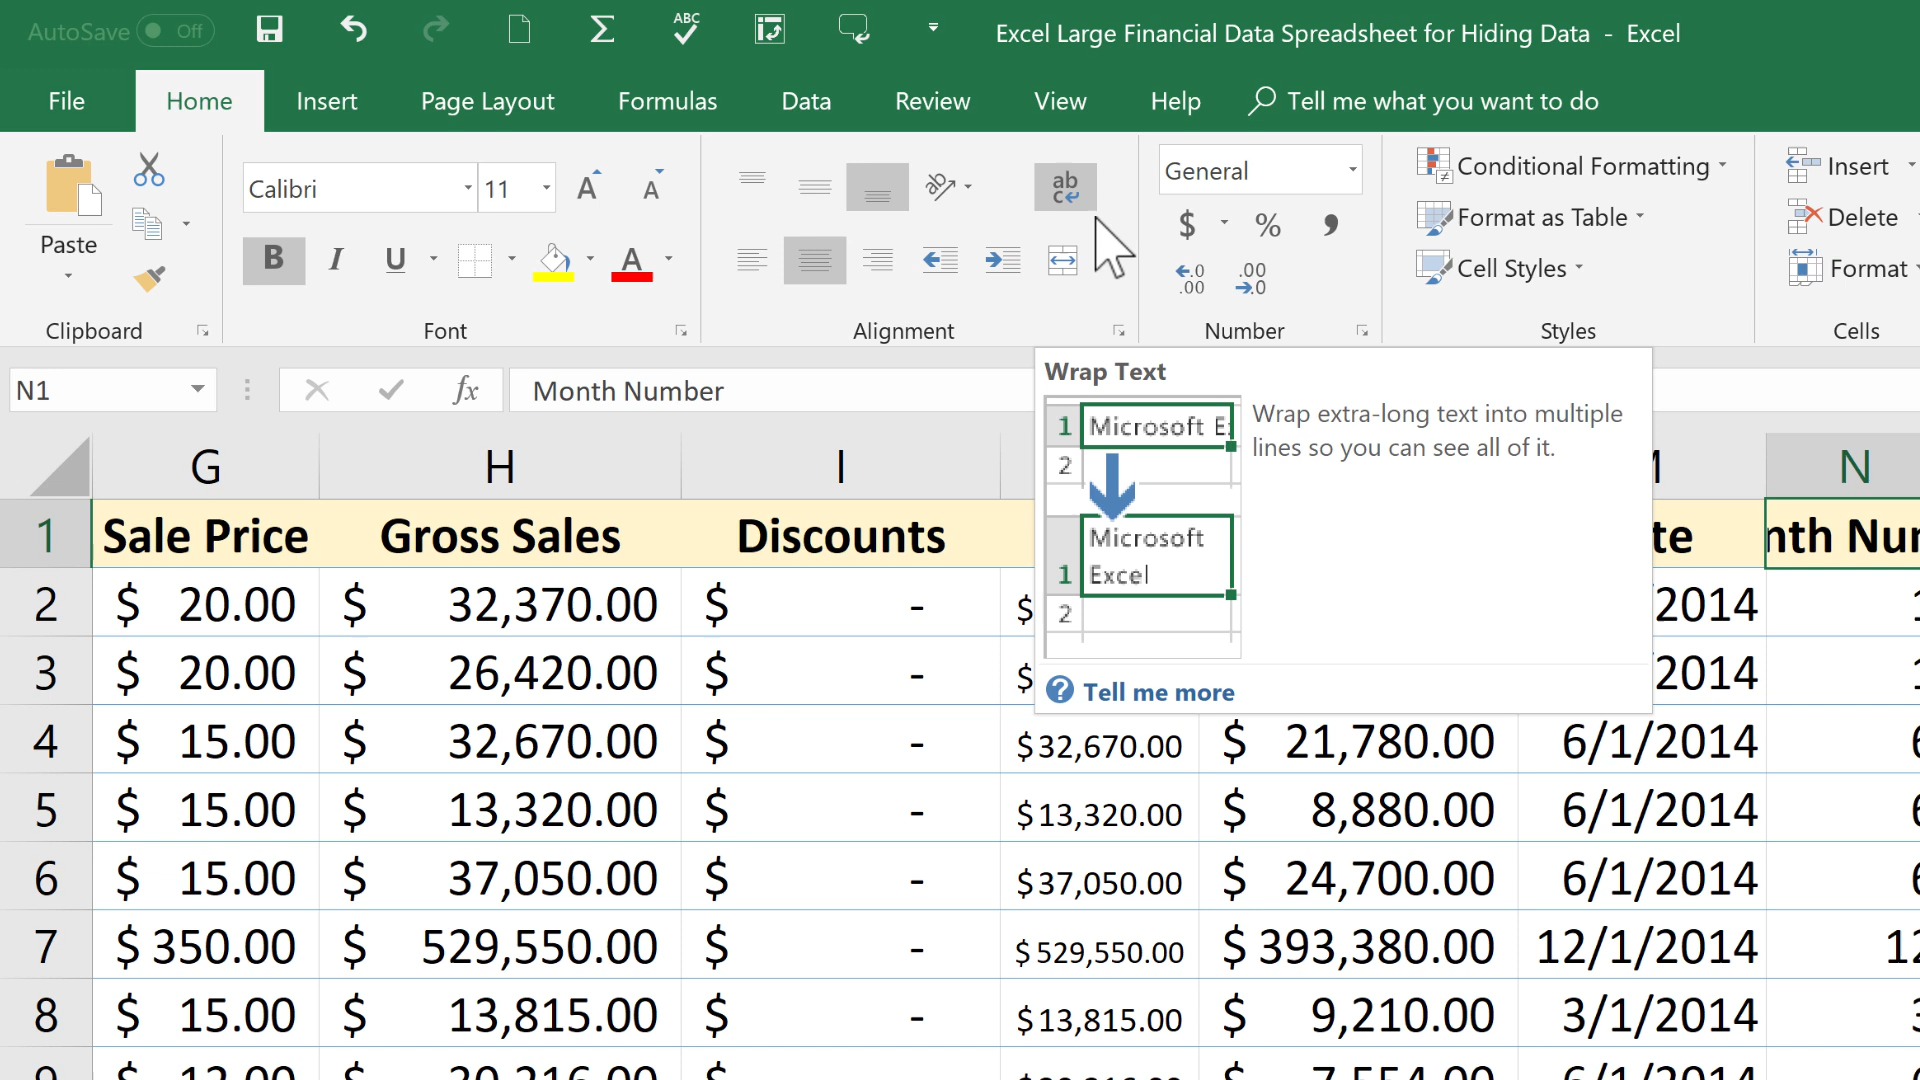 AutoSave Off Excel Large Financial Data Spreadsheet for Hiding Data - Excel
File Home Insert Page Layout Formulas Data Review View Help Tell me what you want to do
Paste
Calibri 11
B I U A
General
$ % ,
Conditional Formatting
Format as Table
Cell Styles
Insert
Delete
Format
Clipboard Font Alignment Number Styles Cells
N1 fx Month Number
Wrap Text
Wrap extra-long text into multiple
lines so you can see all of it.
1 Microsoft E
2
1 Microsoft
Excel
2
Tell me more
G H I M N
1 Sale Price Gross Sales Discounts te nth Nu
2 $ 20.00 $ 32,370.00 $ - $ /2014 1
3 $ 20.00 $ 26,420.00 $ - $ /2014 1
4 $ 15.00 $ 32,670.00 $ - $32,670.00 $ 21,780.00 6/1/2014 6
5 $ 15.00 $ 13,320.00 $ - $13,320.00 $ 8,880.00 6/1/2014 6
6 $ 15.00 $ 37,050.00 $ - $37,050.00 $ 24,700.00 6/1/2014 6
7 $ 350.00 $ 529,550.00 $ - $529,550.00 $ 393,380.00 12/1/2014 12
8 $ 15.00 $ 13,815.00 $ - $13,815.00 $ 9,210.00 3/1/2014 3